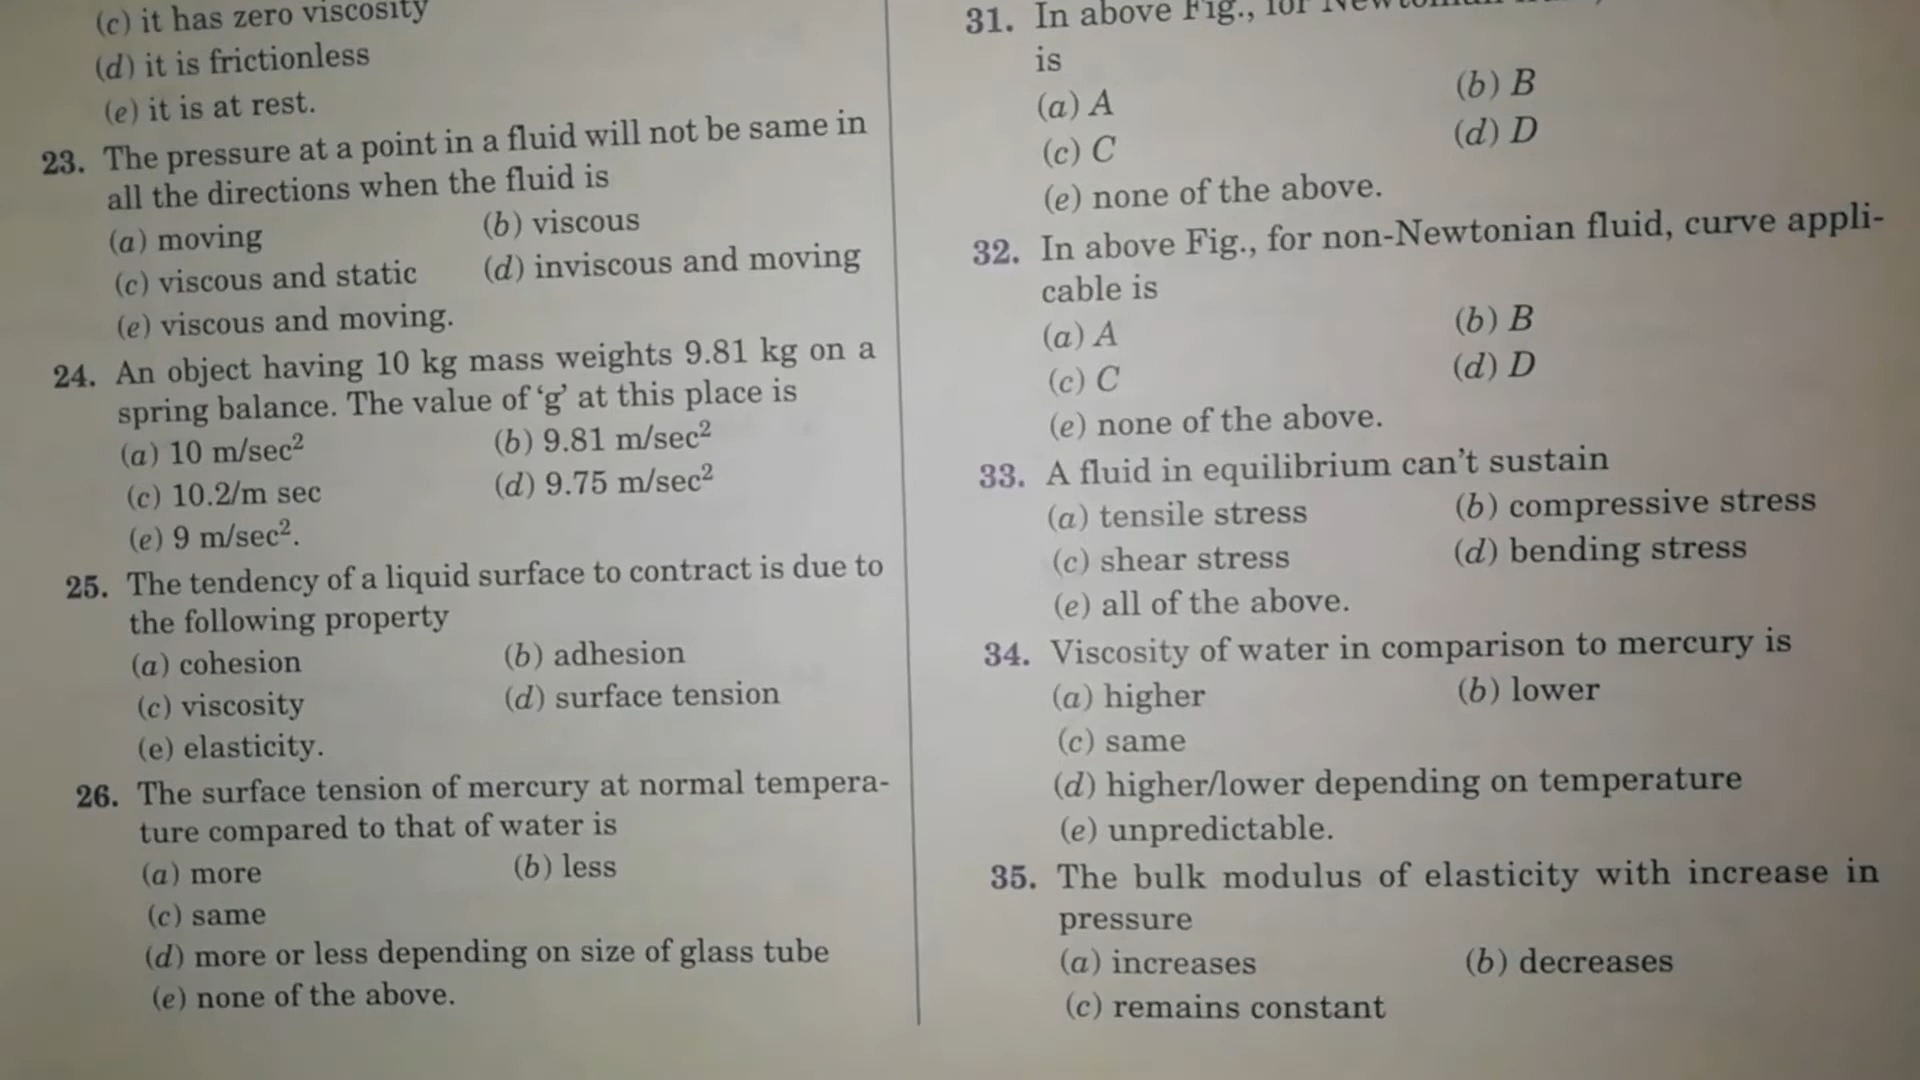 (c) it has zero viscosity
(d) it is frictionless
(e) it is at rest.
23. The pressure at a point in a fluid will not be same in
all the directions when the fluid is
(a) moving (b) viscous
(c) viscous and static (d) inviscous and moving
(e) viscous and moving.
24. An object having 10 kg mass weights 9.81 kg on a
spring balance. The value of ‘g’ at this place is
(a) 10 m/sec² (b) 9.81 m/sec²
(c) 10.2/m sec (d) 9.75 m/sec²
(e) 9 m/sec².
25. The tendency of a liquid surface to contract is due to
the following property
(a) cohesion (b) adhesion
(c) viscosity (d) surface tension
(e) elasticity.
26. The surface tension of mercury at normal tempera-
ture compared to that of water is
(a) more (b) less
(c) same
(d) more or less depending on size of glass tube
(e) none of the above.
31. In above Fig., for Newtonian
is
(a) A (b) B
(c) C (d) D
(e) none of the above.
32. In above Fig., for non-Newtonian fluid, curve appli-
cable is
(a) A (b) B
(c) C (d) D
(e) none of the above.
33. A fluid in equilibrium can’t sustain
(a) tensile stress (b) compressive stress
(c) shear stress (d) bending stress
(e) all of the above.
34. Viscosity of water in comparison to mercury is
(a) higher (b) lower
(c) same
(d) higher/lower depending on temperature
(e) unpredictable.
35. The bulk modulus of elasticity with increase in
pressure
(a) increases (b) decreases
(c) remains constant